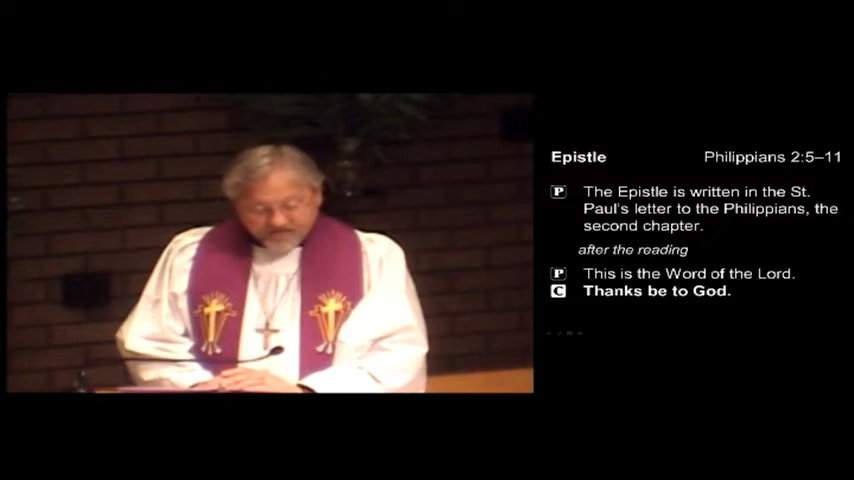 Epistle Philippians 2:5–11
P The Epistle is written in the St.
Paul's letter to the Philippians, the
second chapter.
after the reading
P This is the Word of the Lord.
C Thanks be to God.